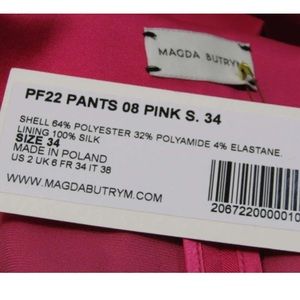 MAGDA BUTRYM
PF22 PANTS 08 PINK S. 34
SHELL 64% POLYESTER 32% POLYAMIDE 4% ELASTANE.
LINING 100% SILK
SIZE 34
MADE IN POLAND
US 2 UK 6 FR 34 IT 38
WWW.MAGDABUTRYM.COM
2067220000010